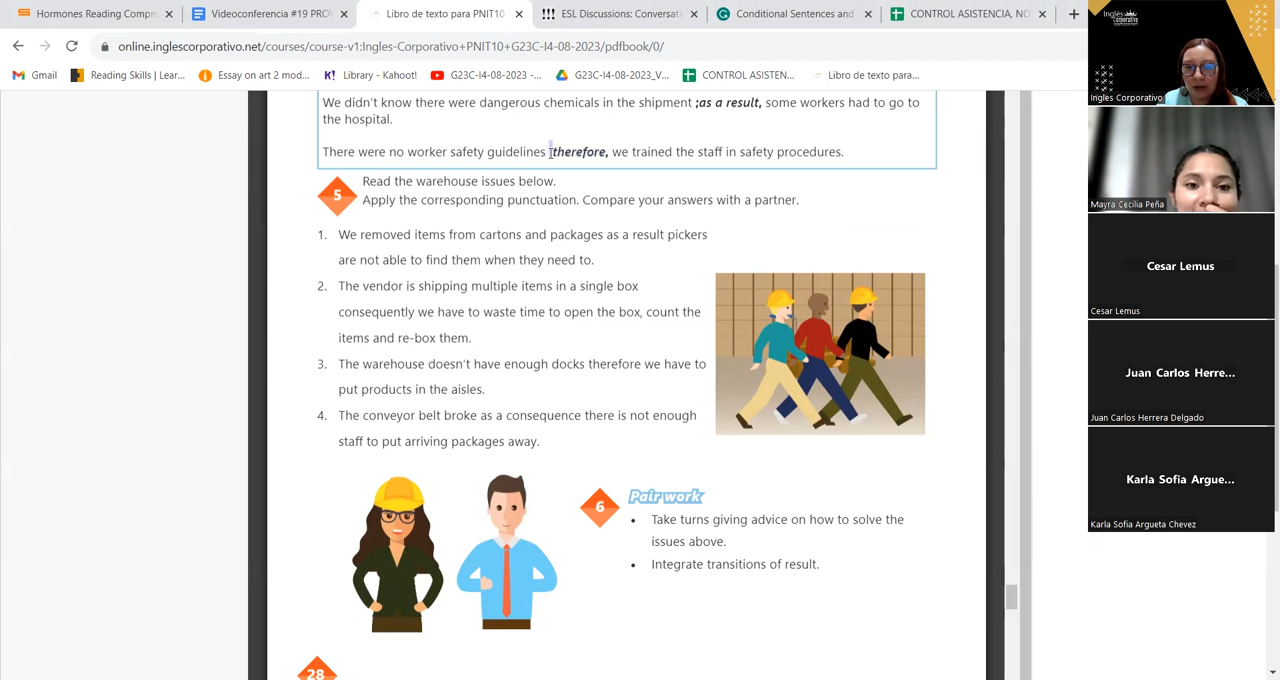 Hormones Reading Compre
Videoconferencia #19 PRO
Libro de texto para PNIT10
ESL Discussions: Conversati
Conditional Sentences and
CONTROL ASISTENCIA, NO
online.inglescorporativo.net/courses/course-v1:Ingles-Corporativo+PNIT10+G23C-I4-08-2023/pdfbook/0/
Gmail
Reading Skills | Lear...
Essay on art 2 mod...
Library - Kahoot!
G23C-I4-08-2023 -...
G23C-I4-08-2023_V...
CONTROL ASISTEN...
Libro de texto para...
We didn't know there were dangerous chemicals in the shipment ;as a result, some workers had to go to
the hospital.
There were no worker safety guidelines ;therefore, we trained the staff in safety procedures.
5
Read the warehouse issues below.
Apply the corresponding punctuation. Compare your answers with a partner.
1. We removed items from cartons and packages as a result pickers
are not able to find them when they need to.
2. The vendor is shipping multiple items in a single box
consequently we have to waste time to open the box, count the
items and re-box them.
3. The warehouse doesn't have enough docks therefore we have to
put products in the aisles.
4. The conveyor belt broke as a consequence there is not enough
staff to put arriving packages away.
6
Pair work
• Take turns giving advice on how to solve the
issues above.
• Integrate transitions of result.
28
Inglés
Corporativo
Ingles Corporativo
Mayra Cecilia Peña
Cesar Lemus
Cesar Lemus
Juan Carlos Herre...
Juan Carlos Herrera Delgado
Karla Sofia Argue...
Karla Sofia Argueta Chevez